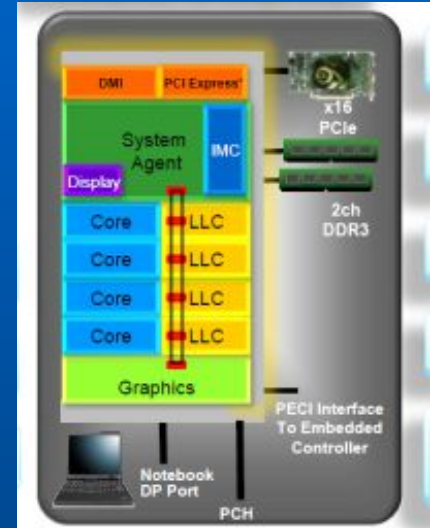 DMI
PCI Express*
x16
PCIe
System
Agent
IMC
Display
2ch
DDR3
Core
LLC
Core
LLC
Core
LLC
Core
LLC
Graphics
PECI Interface
To Embedded
Controller
Notebook
DP Port
PCH